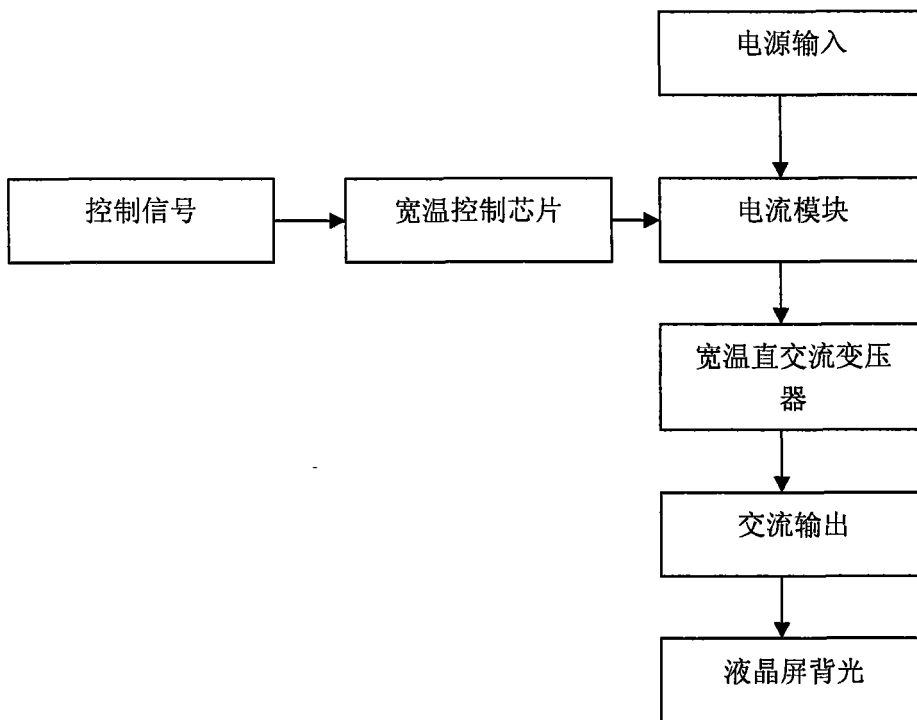 电源输入
控制信号
宽温控制芯片
电流模块
宽温直交流变压
器
交流输出
液晶屏背光